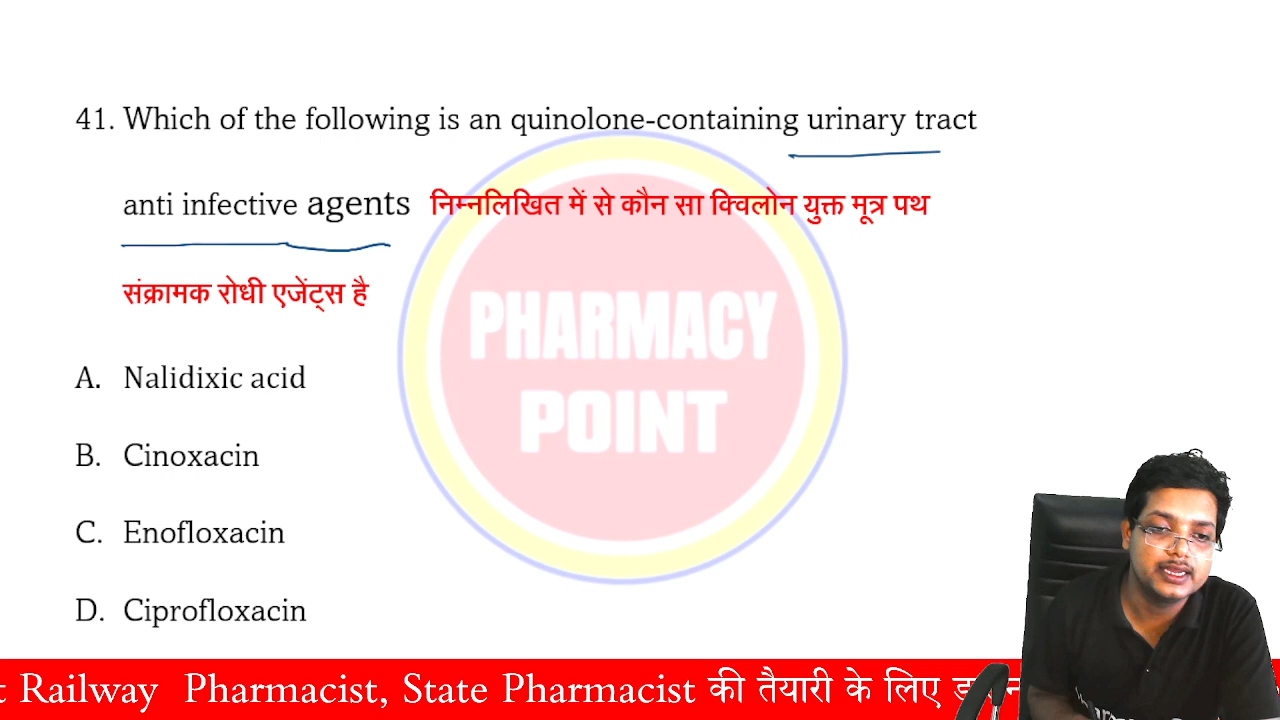 41. Which of the following is an quinolone-containing urinary tract
anti infective agents निम्नलिखित में से कौन सा क्विलोन युक्त मूत्र पथ
संक्रामक रोधी एजेंट्स है
PHARMACY
POINT
A. Nalidixic acid
B. Cinoxacin
C. Enofloxacin
D. Ciprofloxacin
Railway Pharmacist, State Pharmacist की तैयारी के लिए